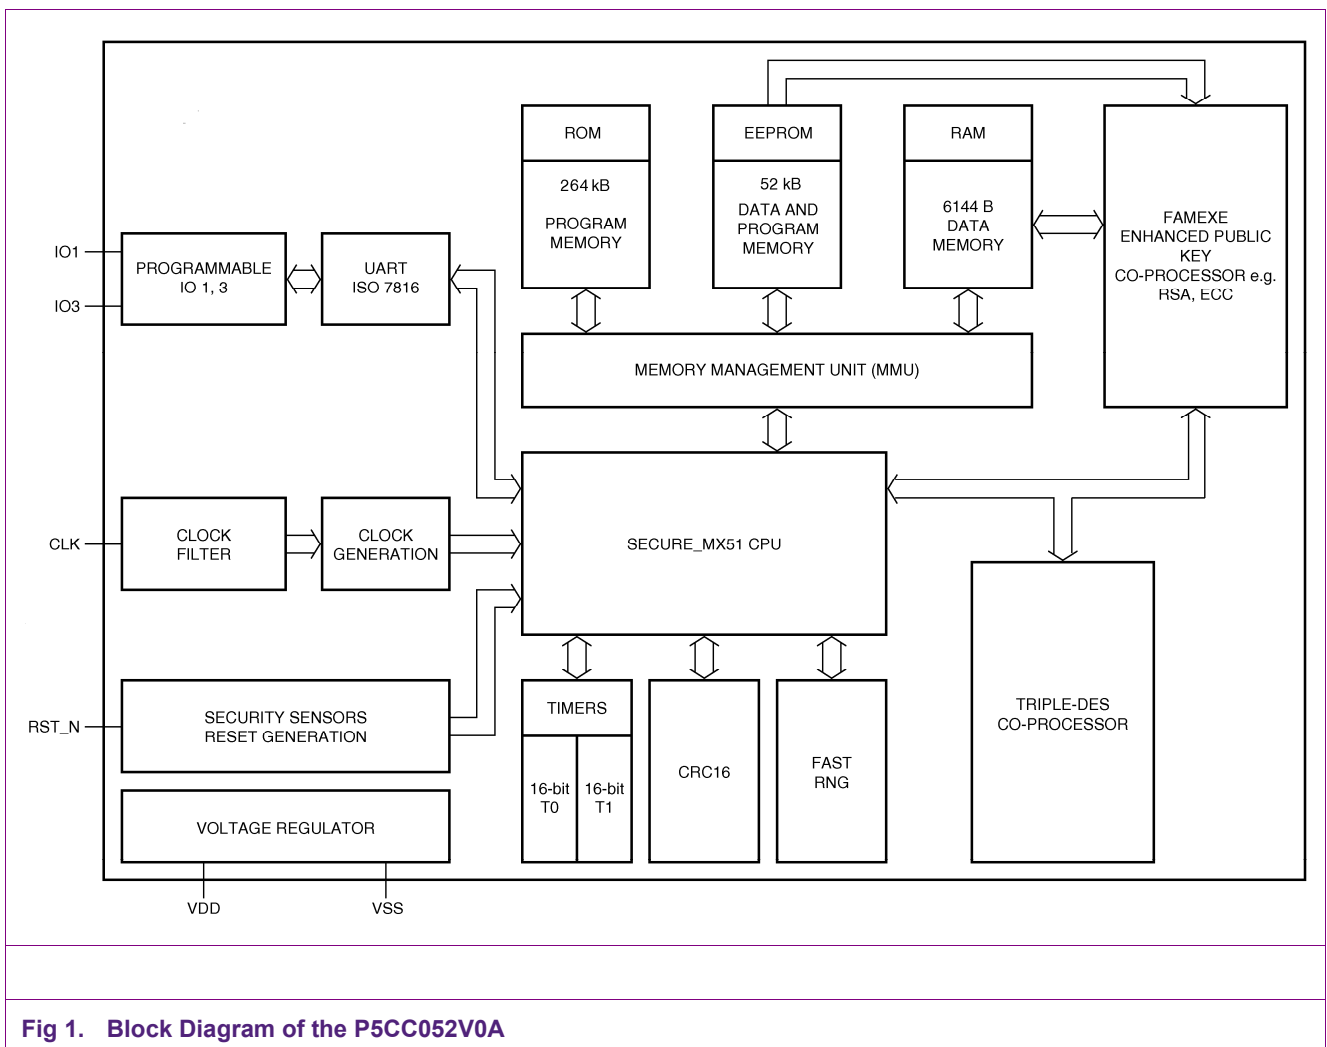 ROM
264 kB
PROGRAM
MEMORY
EEPROM
52 kB
DATA AND
PROGRAM
MEMORY
RAM
6144 B
DATA
MEMORY
FAMEXE
ENHANCED PUBLIC
KEY
CO-PROCESSOR e.g.
RSA, ECC
IO1
IO3
PROGRAMMABLE
IO 1, 3
UART
ISO 7816
MEMORY MANAGEMENT UNIT (MMU)
CLK
CLOCK
FILTER
CLOCK
GENERATION
SECURE_MX51 CPU
RST_N
SECURITY SENSORS
RESET GENERATION
TIMERS
16-bit
T0
16-bit
T1
CRC16
FAST
RNG
TRIPLE-DES
CO-PROCESSOR
VOLTAGE REGULATOR
VDD
VSS
Fig 1. Block Diagram of the P5CC052V0A